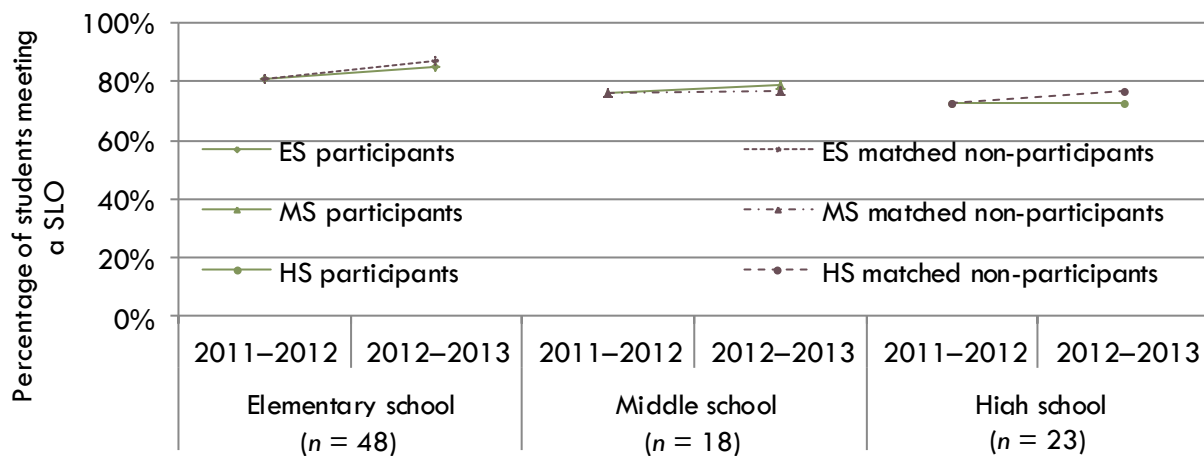 Percentage of students meeting
a SLO
100%
80%
60%
40%
20%
0%
ES participants
ES matched non-participants
MS participants
MS matched non-participants
HS participants
HS matched non-participants
2011–2012
2012–2013
2011–2012
2012–2013
2011–2012
2012–2013
Elementary school
(n = 48)
Middle school
(n = 18)
High school
(n = 23)